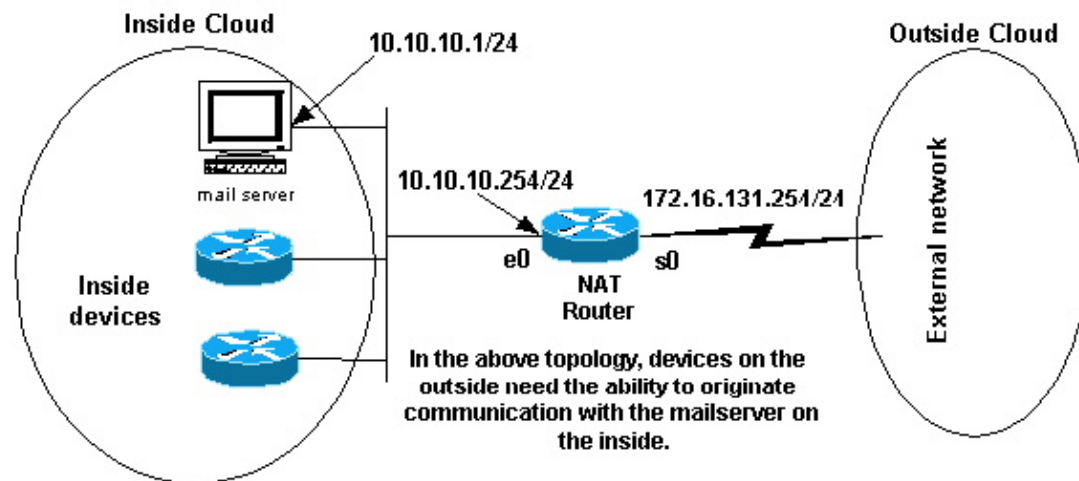 Inside Cloud
10.10.10.1/24
Outside Cloud
mail server
10.10.10.254/24
172.16.131.254/24
e0
s0
NAT
Router
Inside
devices
External network
In the above topology, devices on the
outside need the ability to originate
communication with the mailserver on
the inside.